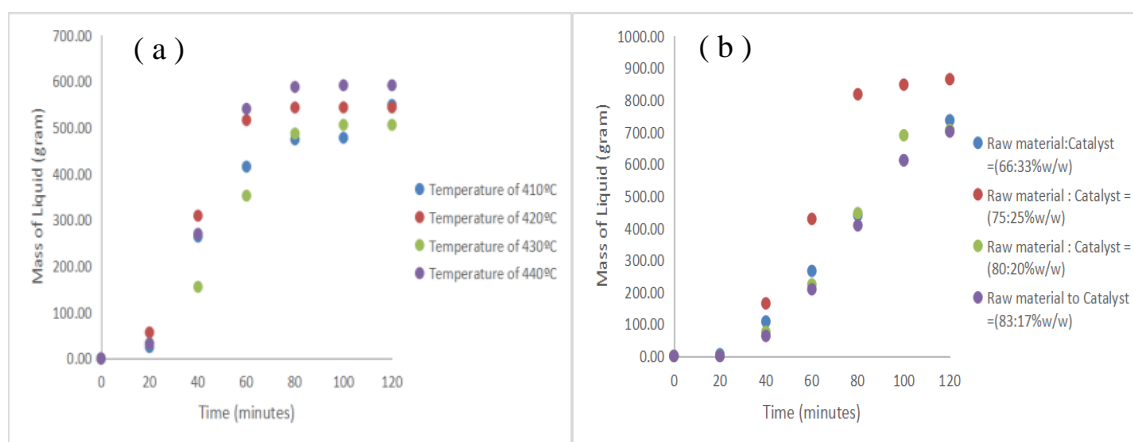 ( a )
700.00
600.00
500.00
400.00
300.00
200.00
100.00
0.00
Mass of Liquid (gram)
0 20 40 60 80 100 120
Time (minutes)
Temperature of 410ºC
Temperature of 420ºC
Temperature of 430ºC
Temperature of 440ºC
( b )
1000.00
900.00
800.00
700.00
600.00
500.00
400.00
300.00
200.00
100.00
0.00
Mass of Liquid (gram)
0 20 40 60 80 100 120
Time (minutes)
Raw material:Catalyst
=(66:33%w/w)
Raw material : Catalyst =
(75:25%w/w)
Raw material : Catalyst =
(80:20%w/w)
Raw material to Catalyst
=(83:17%w/w)